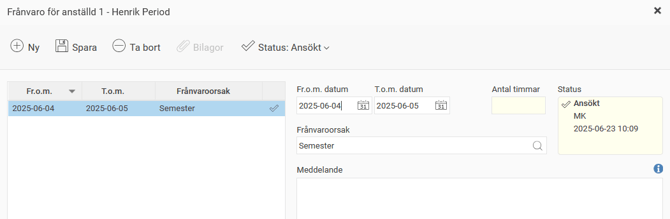 Frånvaro för anställd 1 - Henrik Period
Ny Spara Ta bort Bilagor Status: Ansökt
Fr.o.m. T.o.m. Frånvaroorsak
2025-06-04 2025-06-05 Semester
Fr.o.m. datum T.o.m. datum Antal timmar
2025-06-04 31 2025-06-05 31
Frånvaroorsak
Semester
Meddelande
Status
Ansökt
MK
2025-06-23 10:09